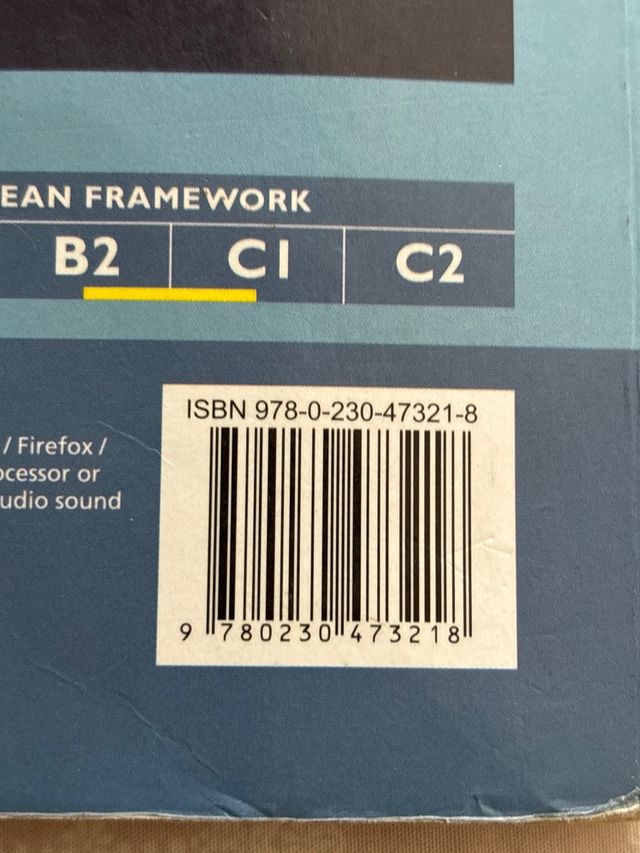 EAN FRAMEWORK
B2 C1 C2
ISBN 978-0-230-47321-8
/ Firefox /
ocessor or
udio sound
9 780230 473218